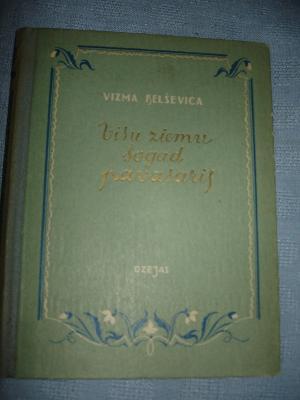 VIZMA BELŠEVICA
Visu ziemu
šogad
pavasaris
DZEJAS